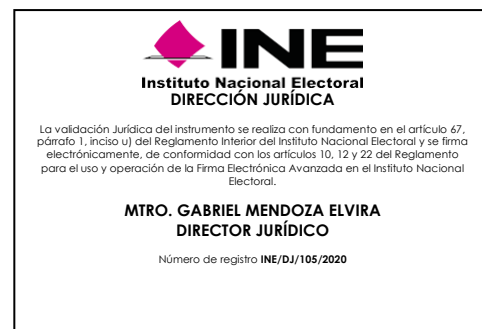 INE
Instituto Nacional Electoral
DIRECCIÓN JURÍDICA
La validación Jurídica del instrumento se realiza con fundamento en el artículo 67,
párrafo 1, inciso u) del Reglamento Interior del Instituto Nacional Electoral y se firma
electrónicamente, de conformidad con los artículos 10, 12 y 22 del Reglamento
para el uso y operación de la Firma Electrónica Avanzada en el Instituto Nacional
Electoral.
MTRO. GABRIEL MENDOZA ELVIRA
DIRECTOR JURÍDICO
Número de registro INE/DJ/105/2020